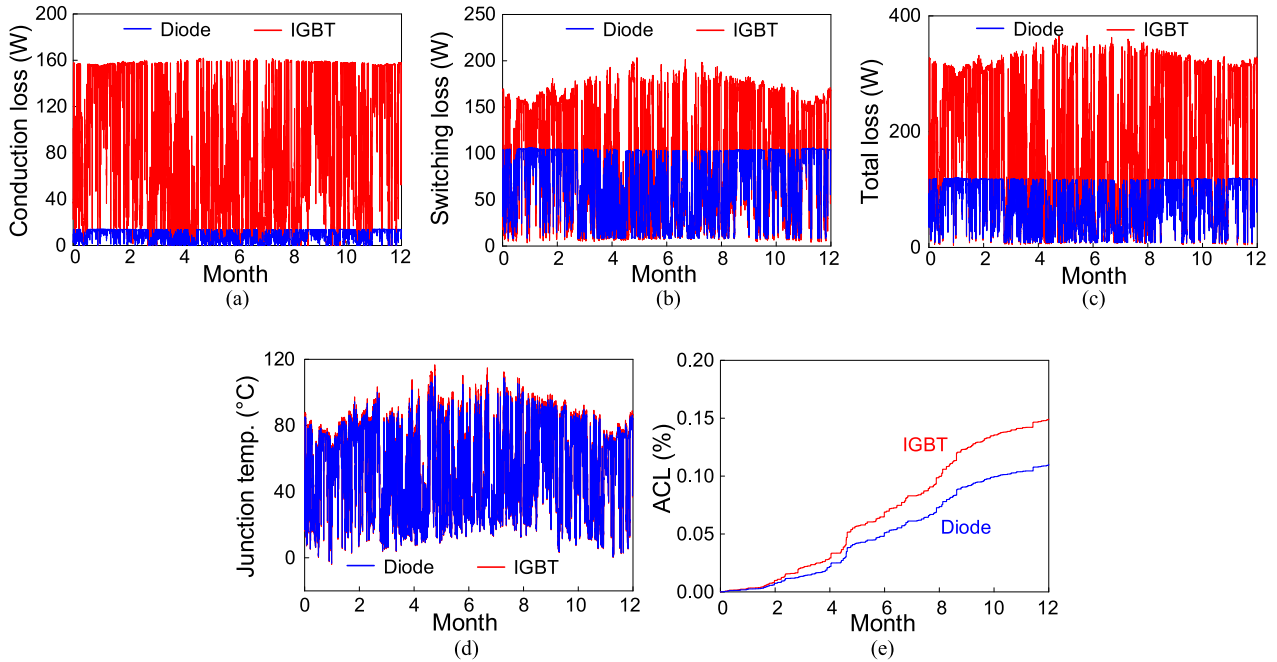 Conduction loss (W)
160
120
80
40
0
Diode
IGBT
0
2
4
6
8
10
12
Month
(a)
Switching loss (W)
250
200
150
100
50
0
Diode
IGBT
0
2
4
6
8
10
12
Month
(b)
Total loss (W)
400
200
0
Diode
IGBT
0
2
4
6
8
10
12
Month
(c)
Junction temp. (°C)
120
80
40
0
Diode
IGBT
0
2
4
6
8
10
12
Month
(d)
ACL (%)
0.20
0.15
0.10
0.05
0.00
IGBT
Diode
0
2
4
6
8
10
12
Month
(e)